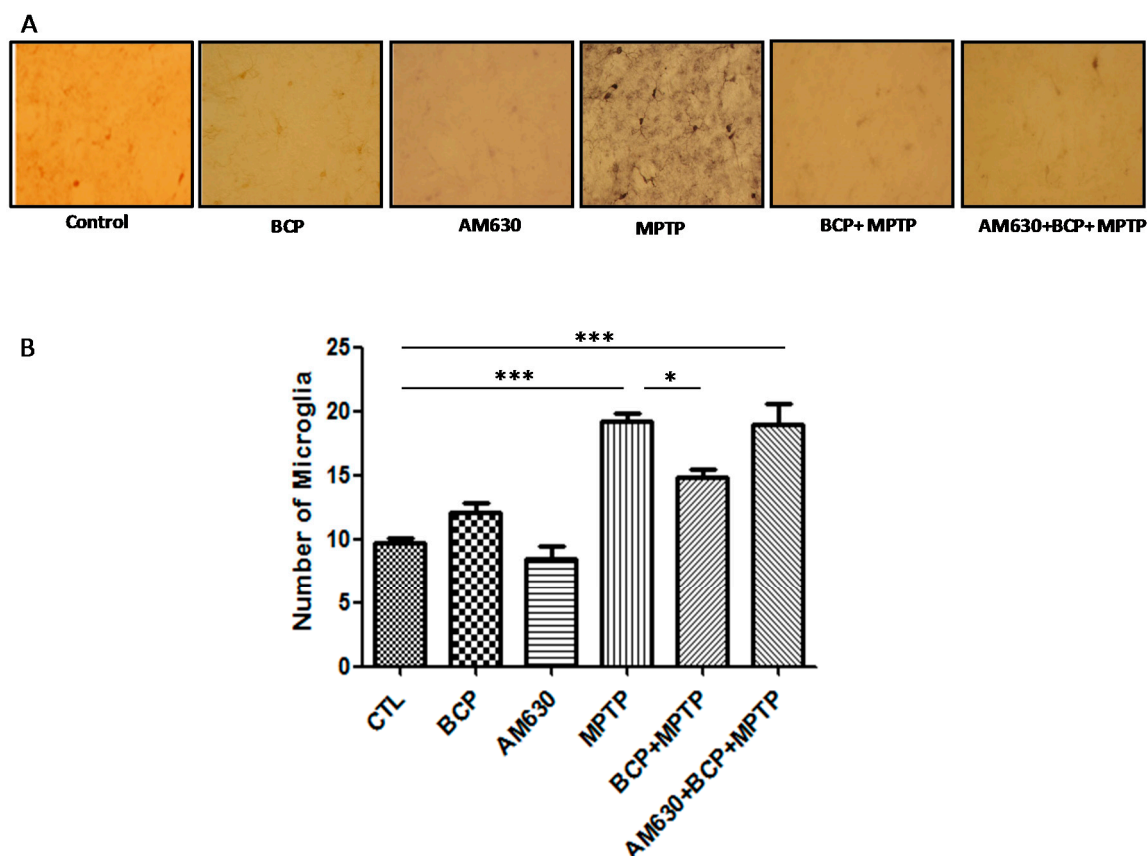 A
Control
BCP
AM630
MPTP
BCP+ MPTP
AM630+BCP+ MPTP
B
***
***
*
25
20
15
10
5
0
Number of Microglia
CTL
BCP
AM630
MPTP
BCP+MPTP
AM630+BCP+MPTP